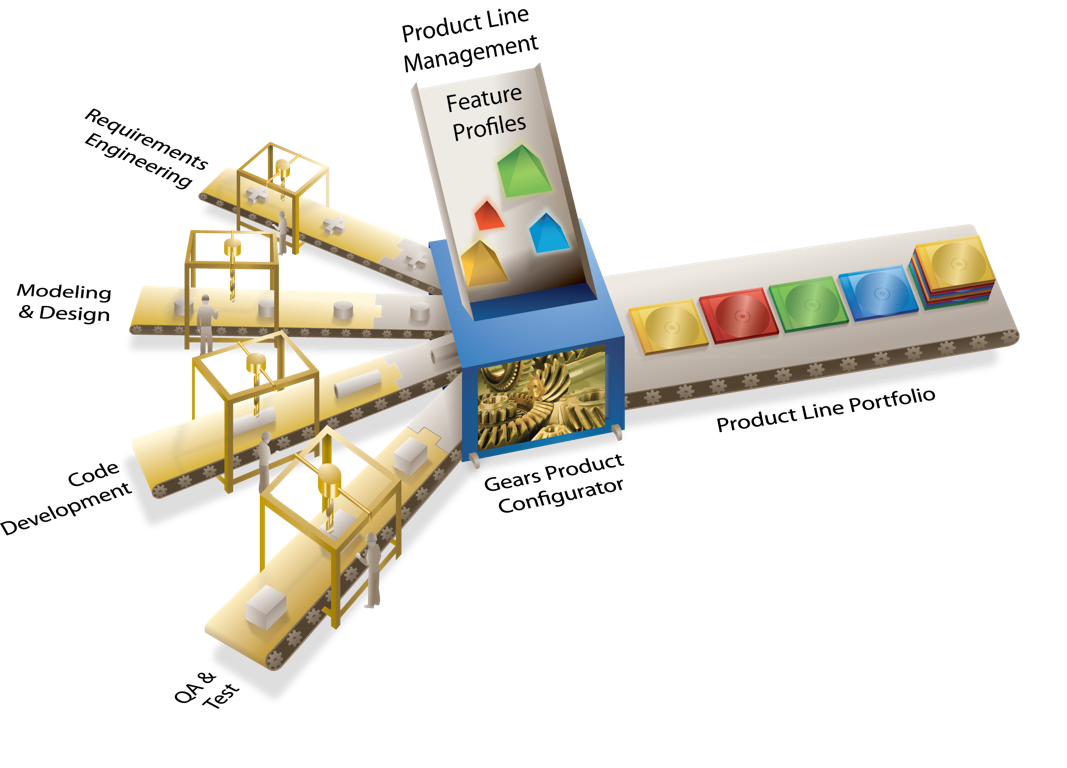 Product Line
Management
Feature
Profiles
Requirements
Engineering
Modeling
& Design
Code
Development
QA &
Test
Gears Product
Configurator
Product Line Portfolio